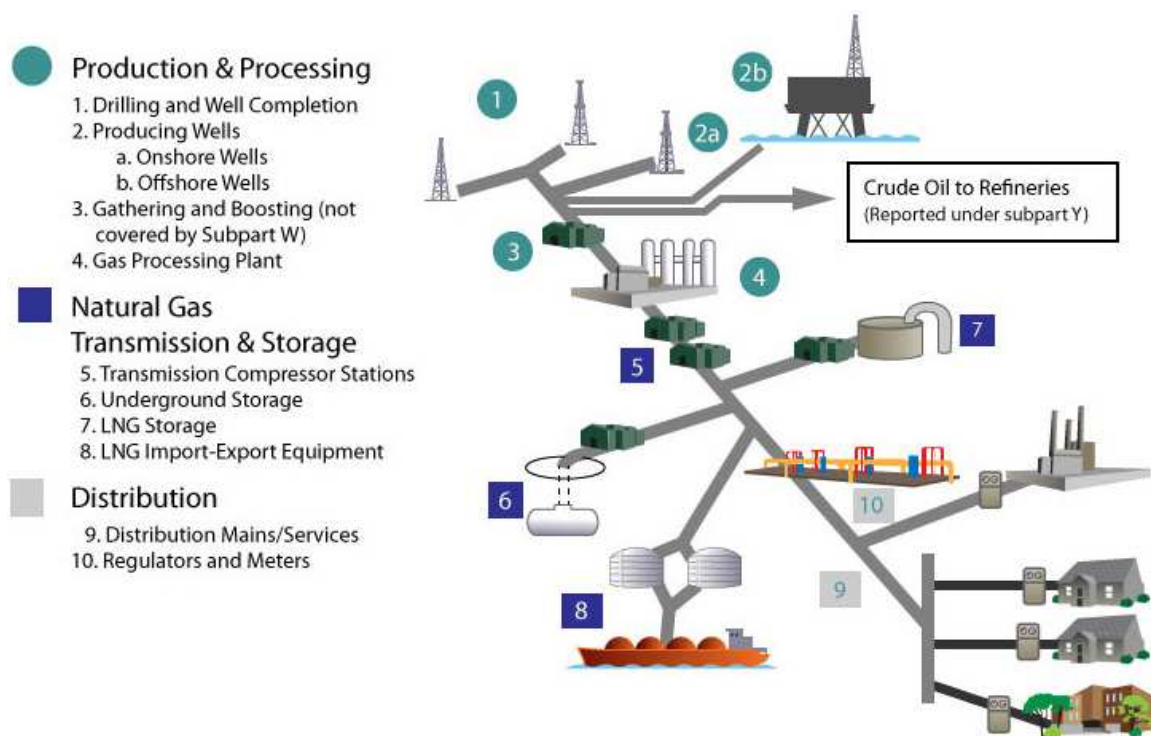 Production & Processing
1. Drilling and Well Completion
2. Producing Wells
a. Onshore Wells
b. Offshore Wells
3. Gathering and Boosting (not
covered by Subpart W)
4. Gas Processing Plant
Natural Gas
Transmission & Storage
5. Transmission Compressor Stations
6. Underground Storage
7. LNG Storage
8. LNG Import-Export Equipment
Distribution
9. Distribution Mains/Services
10. Regulators and Meters
1
2a
2b
Crude Oil to Refineries
(Reported under subpart Y)
3
4
5
7
6
10
8
9